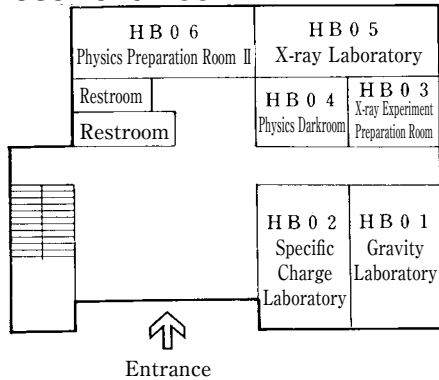 HB06
Physics Preparation Room II
HB05
X-ray Laboratory
Restroom
Restroom
HB04
Physics Darkroom
HB03
X-ray Experiment
Preparation Room
HB02
Specific
Charge
Laboratory
HB01
Gravity
Laboratory
Entrance